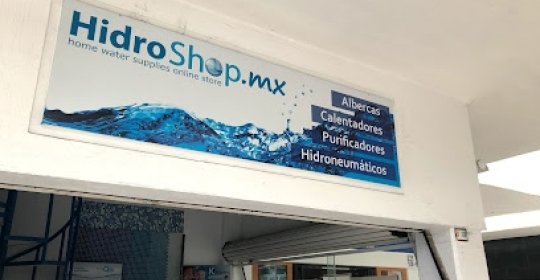 HidroShop.mx
home water supplies online store
Albercas
Calentadores
Purificadores
Hidroneumáticos